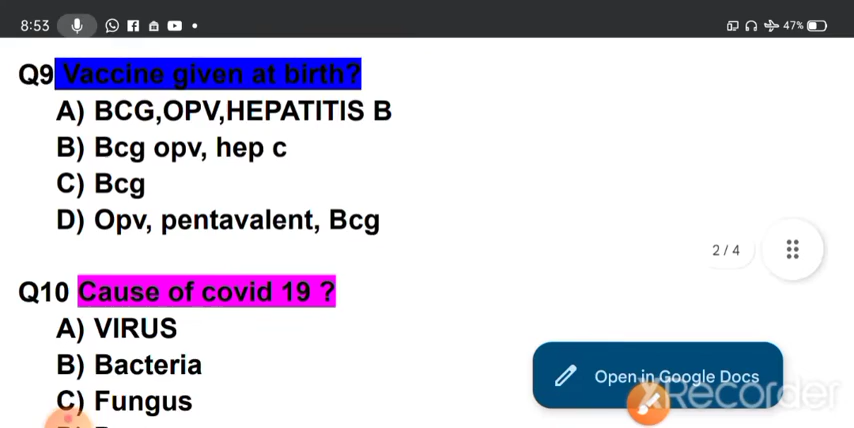 8:53
47%
Q9 Vaccine given at birth?
A) BCG,OPV,HEPATITIS B
B) Bcg opv, hep c
C) Bcg
D) Opv, pentavalent, Bcg
2 / 4
Q10 Cause of covid 19 ?
A) VIRUS
B) Bacteria
Open in Google Docs
C) Fungus
XRecorder